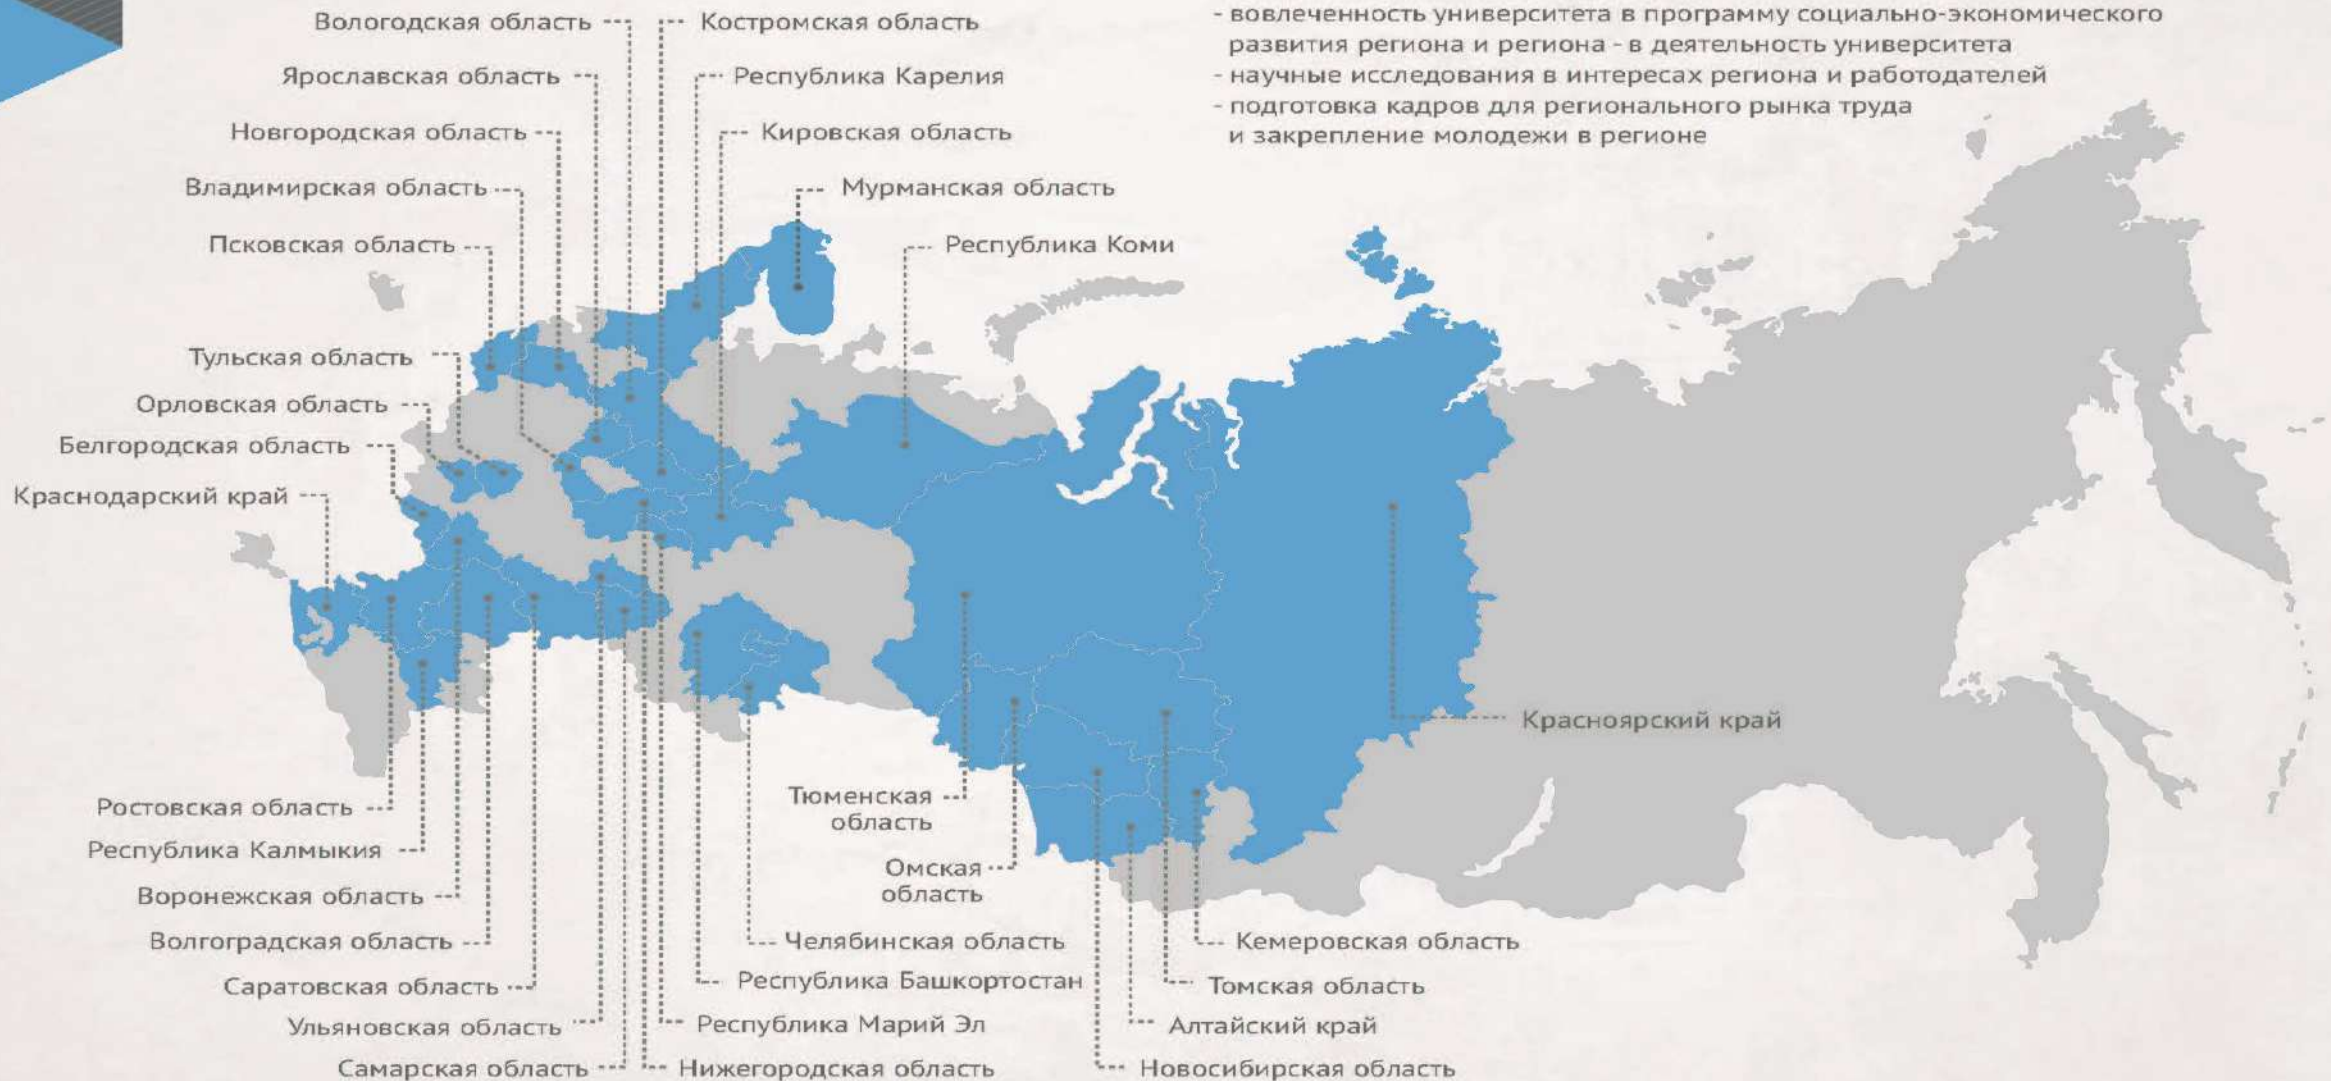 Вологодская область
Костромская область
- вовлеченность университета в программу социально-экономического
развития региона и региона - в деятельность университета
Ярославская область
Республика Карелия
- научные исследования в интересах региона и работодателей
- подготовка кадров для регионального рынка труда
и закрепление молодежи в регионе
Новгородская область
Кировская область
Владимирская область
Мурманская область
Псковская область
Республика Коми
Тульская область
Орловская область
Белгородская область
Краснодарский край
Красноярский край
Ростовская область
Республика Калмыкия
Воронежская область
Волгоградская область
Саратовская область
Ульяновская область
Самарская область
Тюменская
область
Омская
область
Челябинская область
Республика Башкортостан
Республика Марий Эл
Нижегородская область
Кемеровская область
Томская область
Алтайский край
Новосибирская область